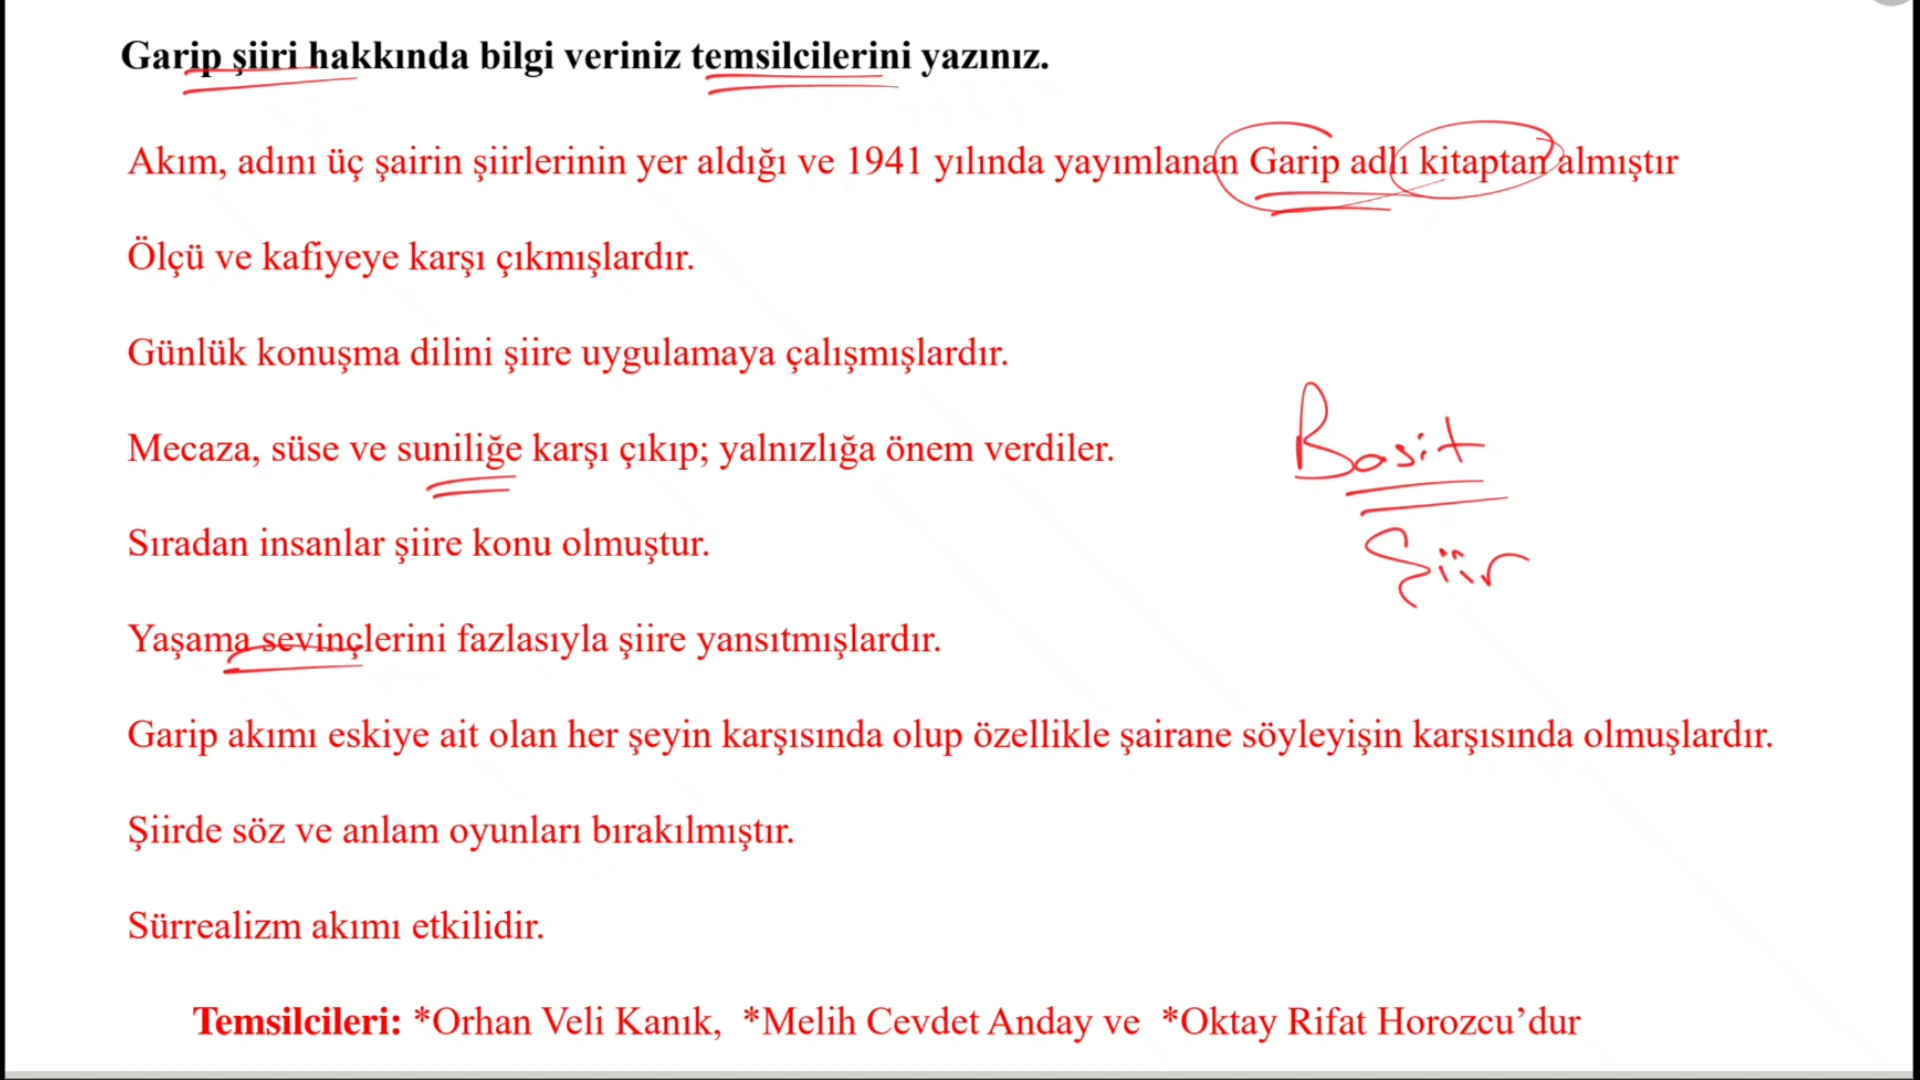 Garip şiiri hakkında bilgi veriniz temsilcilerini yazınız.
Akım, adını üç şairin şiirlerinin yer aldığı ve 1941 yılında yayımlanan Garip adlı kitaptan almıştır
Ölçü ve kafiyeye karşı çıkmışlardır.
Günlük konuşma dilini şiire uygulamaya çalışmışlardır.
Mecaza, süse ve suniliğe karşı çıkıp; yalnızlığa önem verdiler.
Basit
Sıradan insanlar şiire konu olmuştur.
Şiir
Yaşama sevinçlerini fazlasıyla şiire yansıtmışlardır.
Garip akımı eskiye ait olan her şeyin karşısında olup özellikle şairane söyleyişin karşısında olmuşlardır.
Şiirde söz ve anlam oyunları bırakılmıştır.
Sürrealizm akımı etkilidir.
Temsilcileri: *Orhan Veli Kanık, *Melih Cevdet Anday ve *Oktay Rifat Horozcu’dur